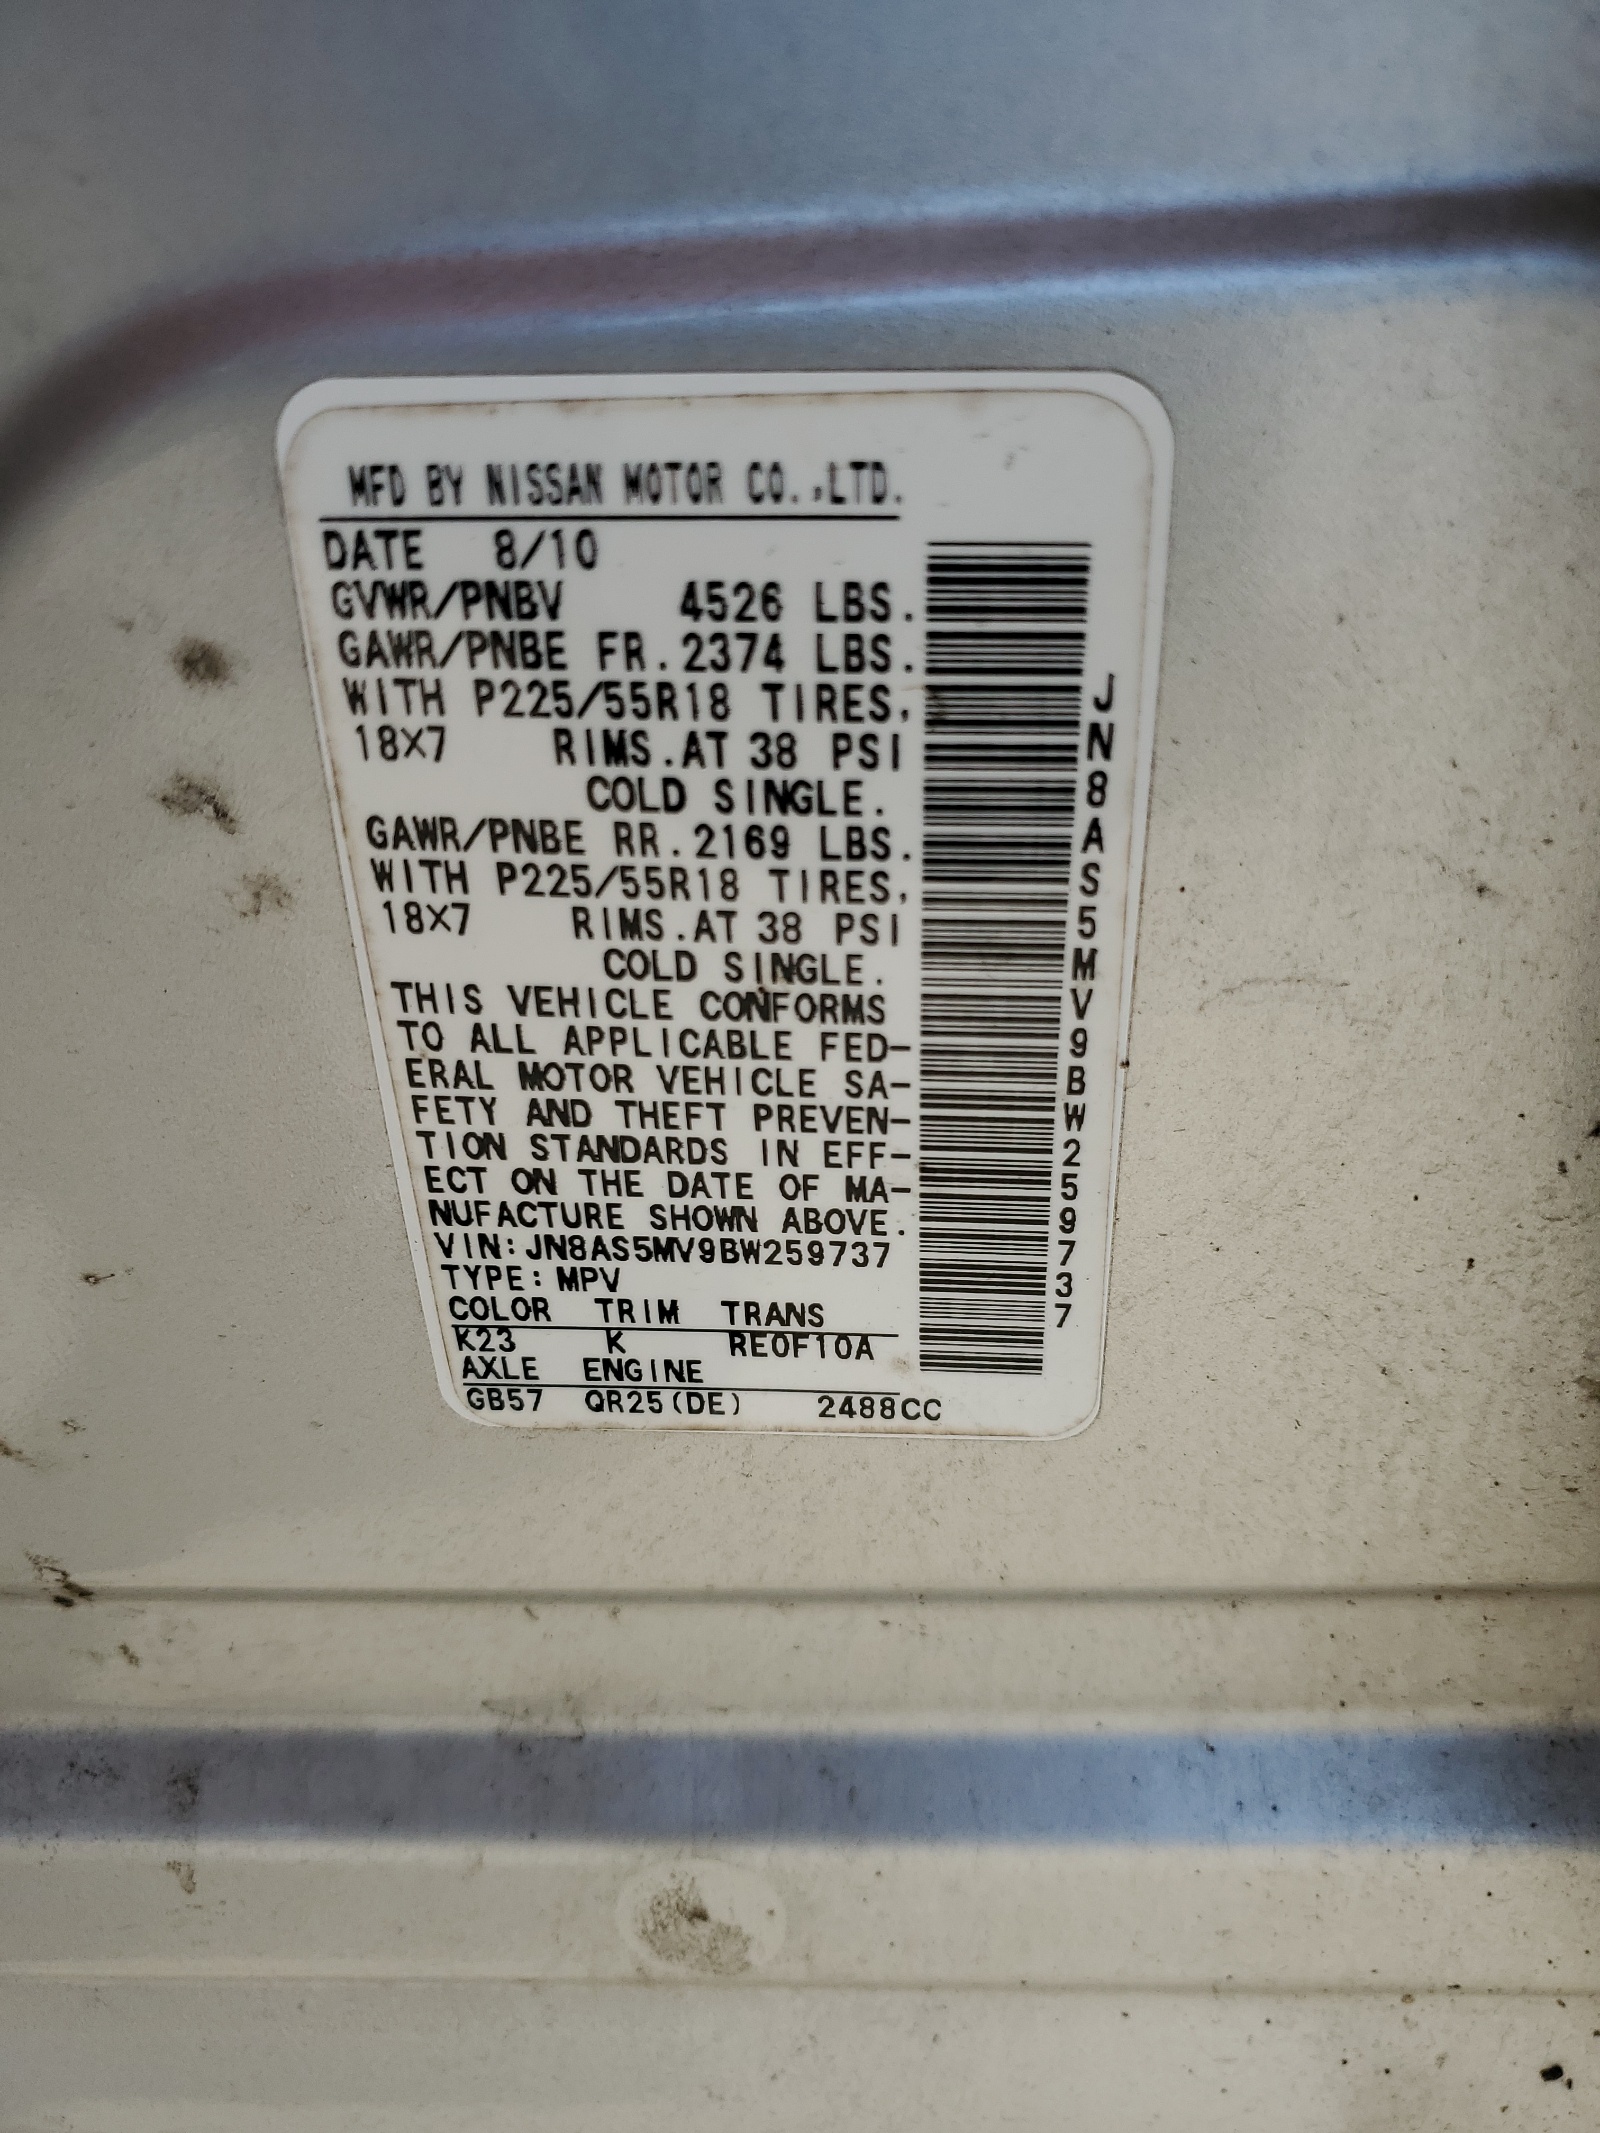 MFD BY NISSAN MOTOR CO.,LTD.
DATE 8/10
GVWR/PNBV 4526 LBS.
GAWR/PNBE FR.2374 LBS.
WITH P225/55R18 TIRES,
18X7 RIMS.AT 38 PSI
COLD SINGLE.
GAWR/PNBE RR.2169 LBS.
WITH P225/55R18 TIRES,
18X7 RIMS.AT 38 PSI
COLD SINGLE.
THIS VEHICLE CONFORMS
TO ALL APPLICABLE FED-
ERAL MOTOR VEHICLE SA-
FETY AND THEFT PREVEN-
TION STANDARDS IN EFF-
ECT ON THE DATE OF MA-
NUFACTURE SHOWN ABOVE.
VIN:JN8AS5MV9BW259737
TYPE:MPV
COLOR TRIM TRANS
K23 K RE0F10A
AXLE ENGINE
GB57 QR25(DE) 2488CC
JN8AS5MV9BW259737